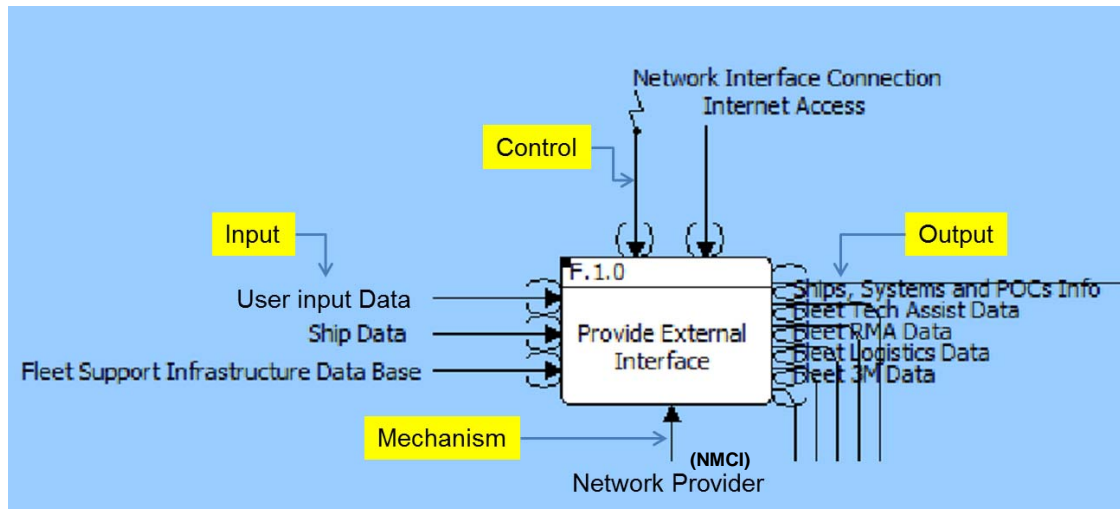 Network Interface Connection
Internet Access
Control
Input
Output
F.1.0
Ships, Systems and POCs Info
User input Data
Fleet Tech Assist Data
Provide External
Fleet RMA Data
Ship Data
Interface
Fleet Logistics Data
Fleet Support Infrastructure Data Base
Fleet 3M Data
Mechanism
(NMCI)
Network Provider